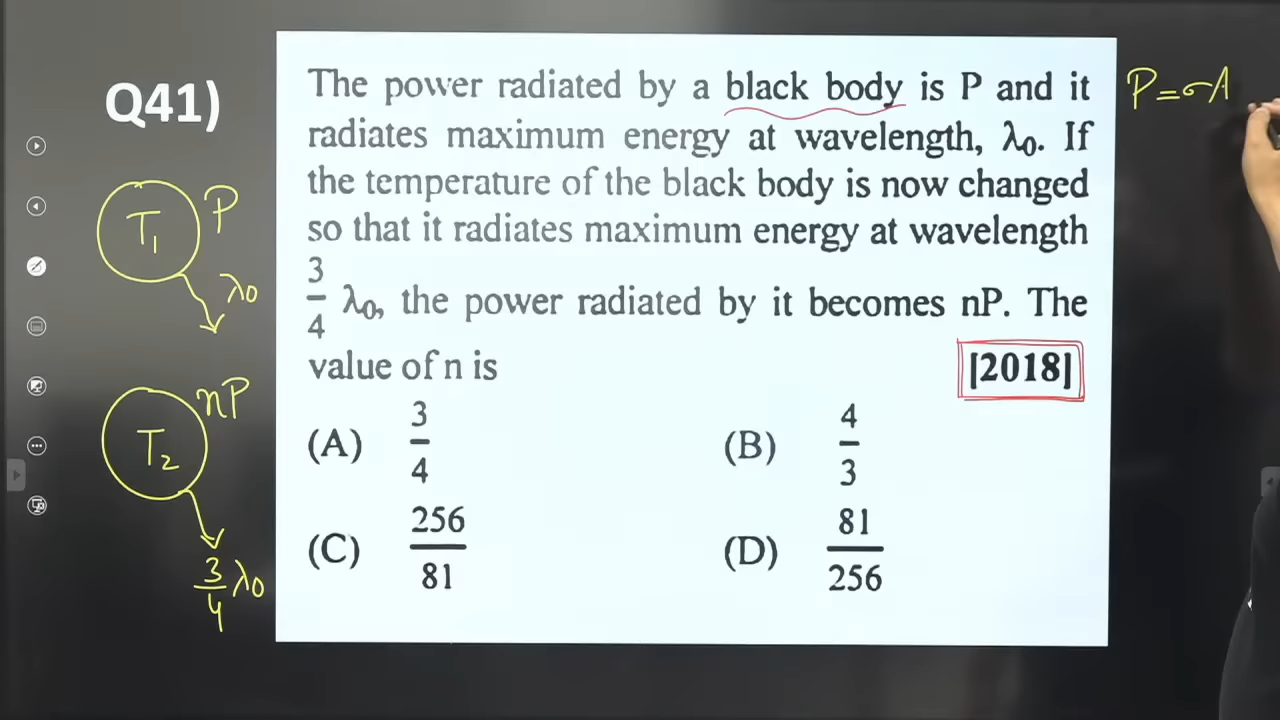 Q41)
The power radiated by a black body is P and it
radiates maximum energy at wavelength, λ₀. If
the temperature of the black body is now changed
so that it radiates maximum energy at wavelength
3/4 λ₀, the power radiated by it becomes nP. The
value of n is [2018]
(A) 3/4 (B) 4/3
(C) 256/81 (D) 81/256
P=σA
T₁ P
λ₀
T₂ nP
3/4 λ₀